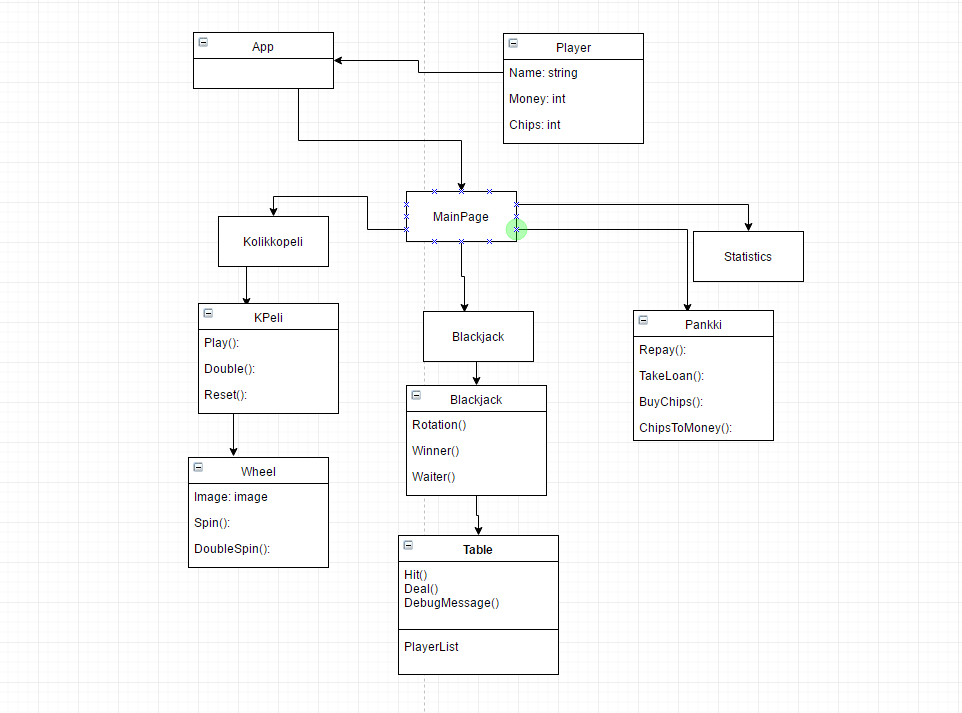 App
Player
Name: string
Money: int
Chips: int
MainPage
Kolikkopeli
Statistics
KPeli
Play():
Double():
Reset():
Blackjack
Pankki
Repay():
TakeLoan():
BuyChips():
ChipsToMoney():
Blackjack
Rotation()
Winner()
Waiter()
Wheel
Image: image
Spin():
DoubleSpin():
Table
Hit()
Deal()
DebugMessage()
PlayerList